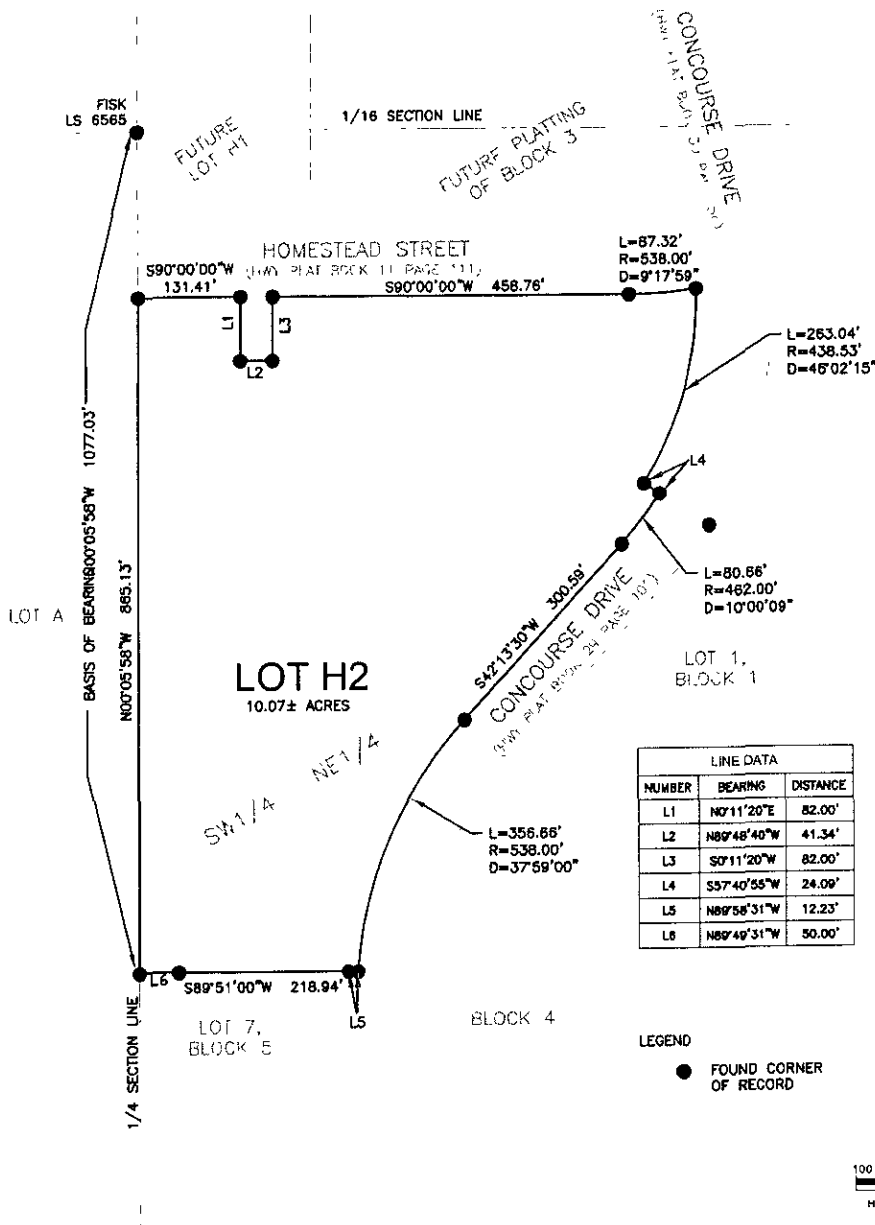 CONCOURSE DRIVE
FISK
LS 6565
1/16 SECTION LINE
FUTURE
LOT H1
FUTURE PLATTING
OF BLOCK 3
HOMESTEAD STREET
(HWY PLAT BOOK 11 PAGE 111)
S90°00'00"W
131.41'
S90°00'00"W 458.76'
L=87.32'
R=538.00'
D=9°17'59"
L1
L3
L2
L=263.04'
R=438.53'
D=46°02'15"
L4
BASIS OF BEARING
1077.03'
N00°05'58"W 885.13'
LOT A
L=80.66'
R=462.00'
D=10°00'09"
S42°13'30"W 300.59'
CONCOURSE DRIVE
LOT 1,
BLOCK 1
LOT H2
10.07± ACRES
SW1/4 NE1/4
L=356.66'
R=538.00'
D=37°59'00"
LINE DATA
NUMBER BEARING DISTANCE
L1 N0°11'20"E 82.00'
L2 N89°48'40"W 41.34'
L3 S0°11'20"W 82.00'
L4 S57°40'55"W 24.09'
L5 N89°58'31"W 12.23'
L6 N89°49'31"W 50.00'
L6
S89°51'00"W 218.94'
L5
LOT 7,
BLOCK 5
BLOCK 4
1/4 SECTION LINE
LEGEND
FOUND CORNER
OF RECORD
100
H